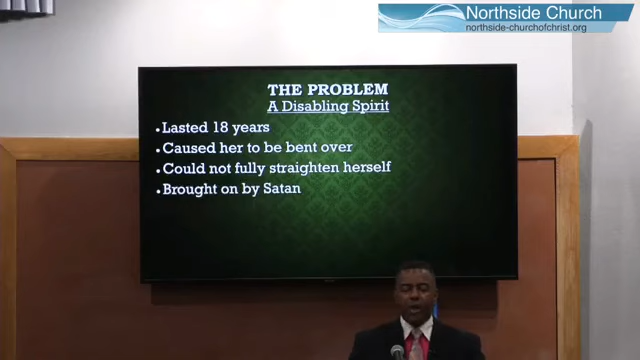 Northside Church
northside-churchofchrist.org
THE PROBLEM
A Disabling Spirit
• Lasted 18 years
• Caused her to be bent over
• Could not fully straighten herself
• Brought on by Satan